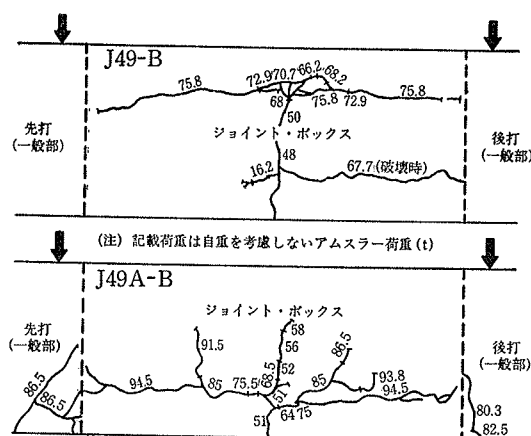 J49-B
75.8 72.9 70.7 66.2 68.2
68 75.8 72.9 75.8
50
先打
(一般部)
ジョイント・ボックス
後打
(一般部)
48
16.2
67.7(破壊時)
(注) 記載荷重は自重を考慮しないアムスラー荷重(t)
J49A-B
先打
(一般部)
ジョイント・ボックス
後打
(一般部)
58
91.5
56
86.5
52
86.5
94.5
85
75.5
68.5
51
85
93.8
94.5
86.5
51
64
75
80.3
82.5